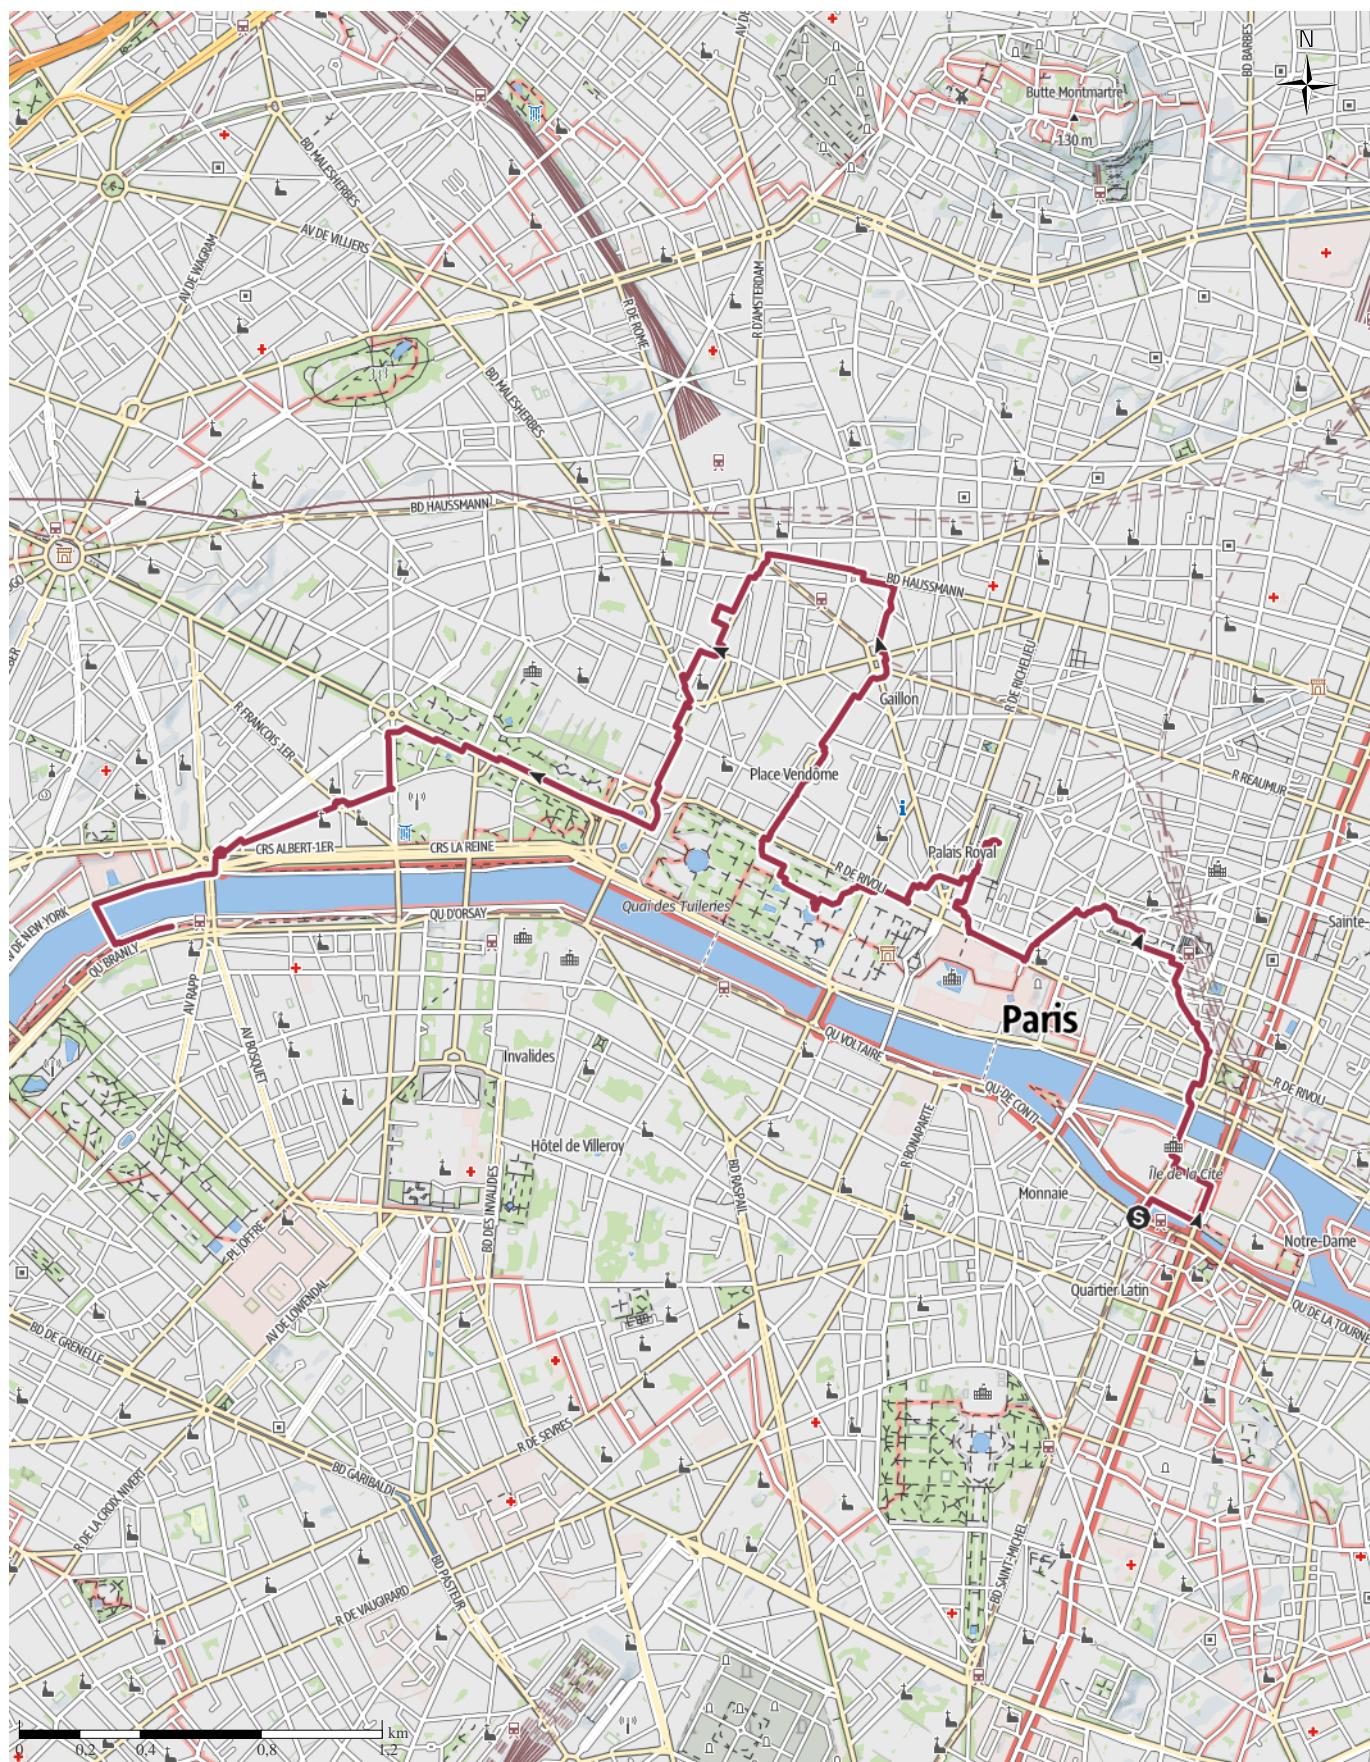 N
BD BARBES
AV DE
Butte Montmartre
130 m
BD MALESHERBES
AV DE VILLIERS
AV DE WAGRAM
R D'AMSTERDAM
R DE ROME
BD MALESHERBES
BD HAUSSMANN
BD HAUSSMANN
R DE RICHELIEU
R FRANCOIS-1ER
Gaillon
Place Vendôme
R REAUMUR
i
Palais Royal
CRS ALBERT-1ER
CRS LA REINE
R DE RIVOLI
Quai des Tuileries
QU D'ORSAY
Sainte-
V DE NEW-YORK
QU BRANLY
AV RAPP
Paris
AV BOSQUET
QU VOLTAIRE
Invalides
R DE RIVOLI
QU-DE CONTI
Hôtel de Villeroy
R BONAPARTE
BD RASPAIL
Île de la Cité
Monnaie
S
BD DES INVALIDES
PL JOFFRE
Notre-Dame
Quartier Latin
QU DE LA TOURNE
AV DE LOWENDAL
BD DE GRENELLE
R DE SEVRES
BD GARIBALDI
R DE LA CROIX NIVERT
BD SAINT-MICHEL
BD PASTEUR
R DE VAUGIRARD
km
0 0,2 0,4 0,8 1,2